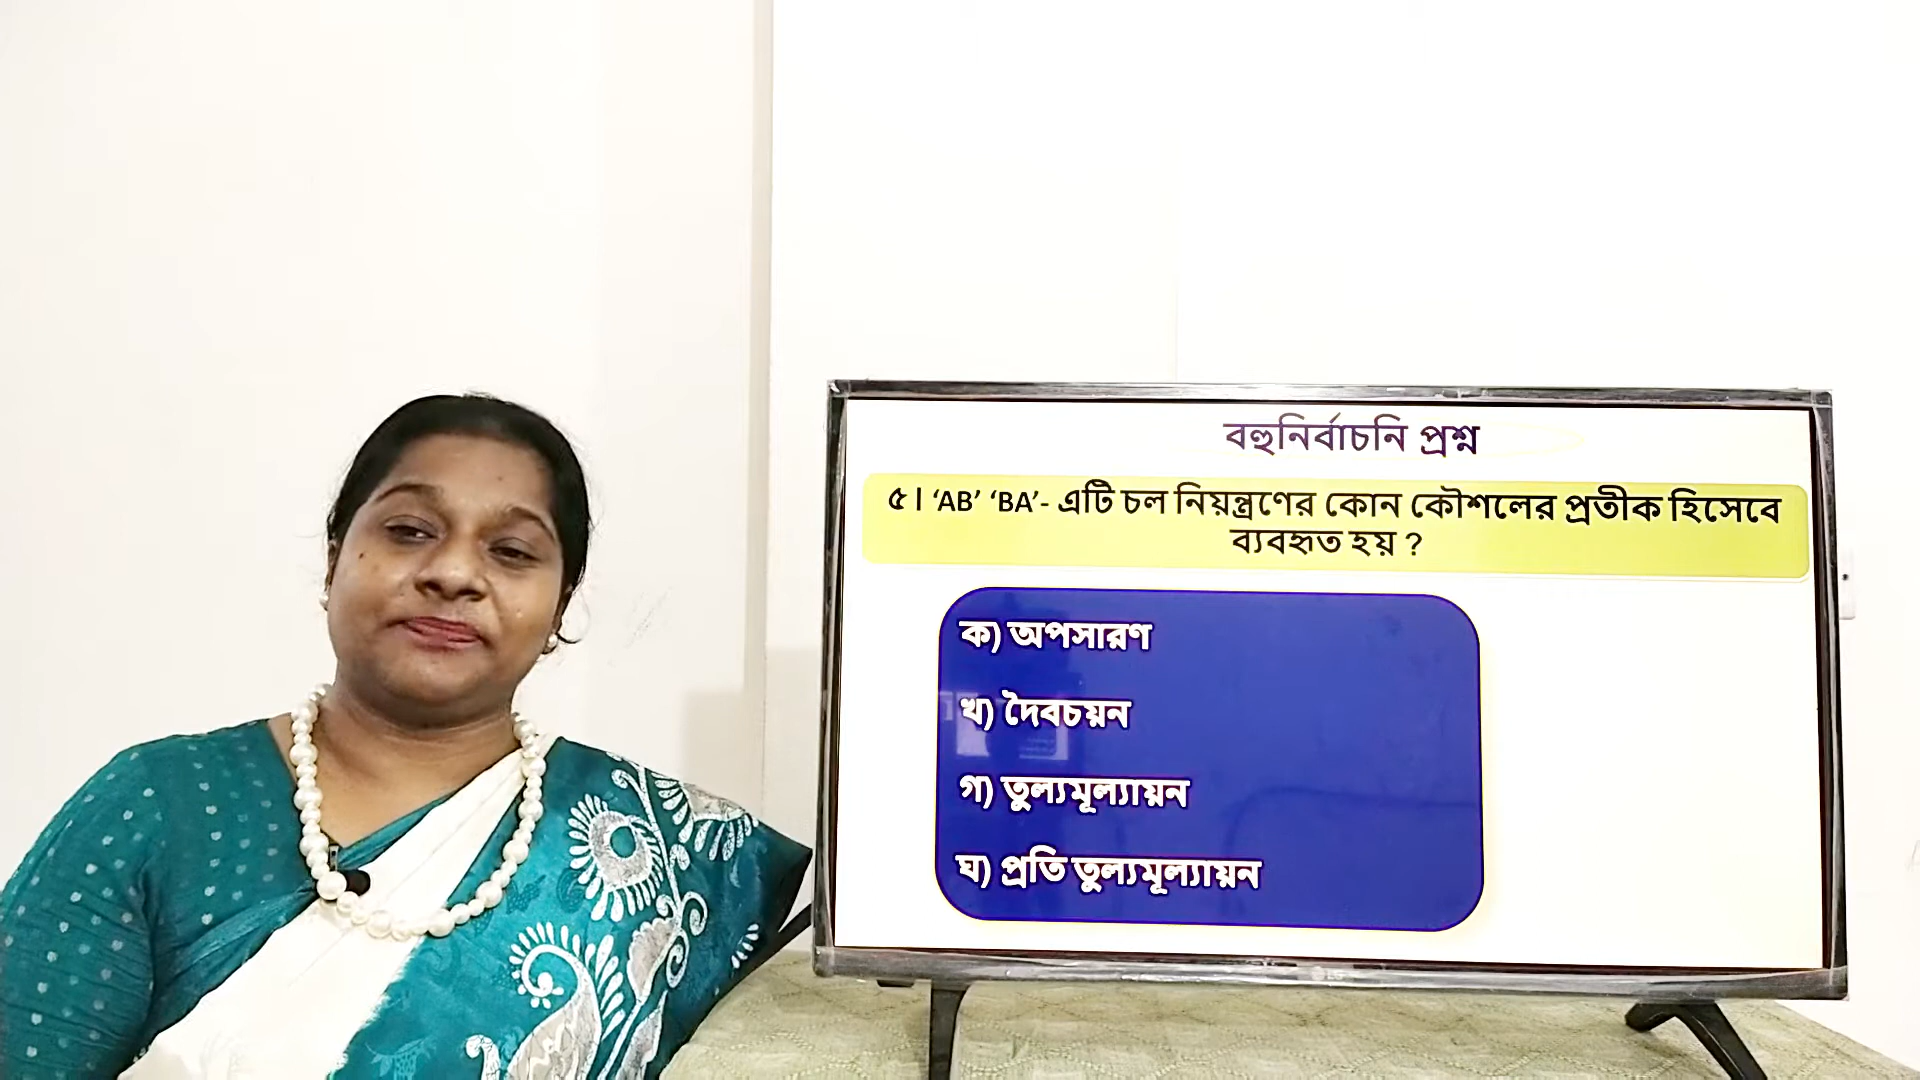 বহুনির্বাচনি প্রশ্ন
৫। ‘AB’ ‘BA’- এটি চল নিয়ন্ত্রণের কোন কৌশলের প্রতীক হিসেবে
ব্যবহৃত হয় ?
ক) অপসারণ
খ) দৈবচয়ন
গ) তুল্যমূল্যায়ন
ঘ) প্রতি তুল্যমূল্যায়ন
LG